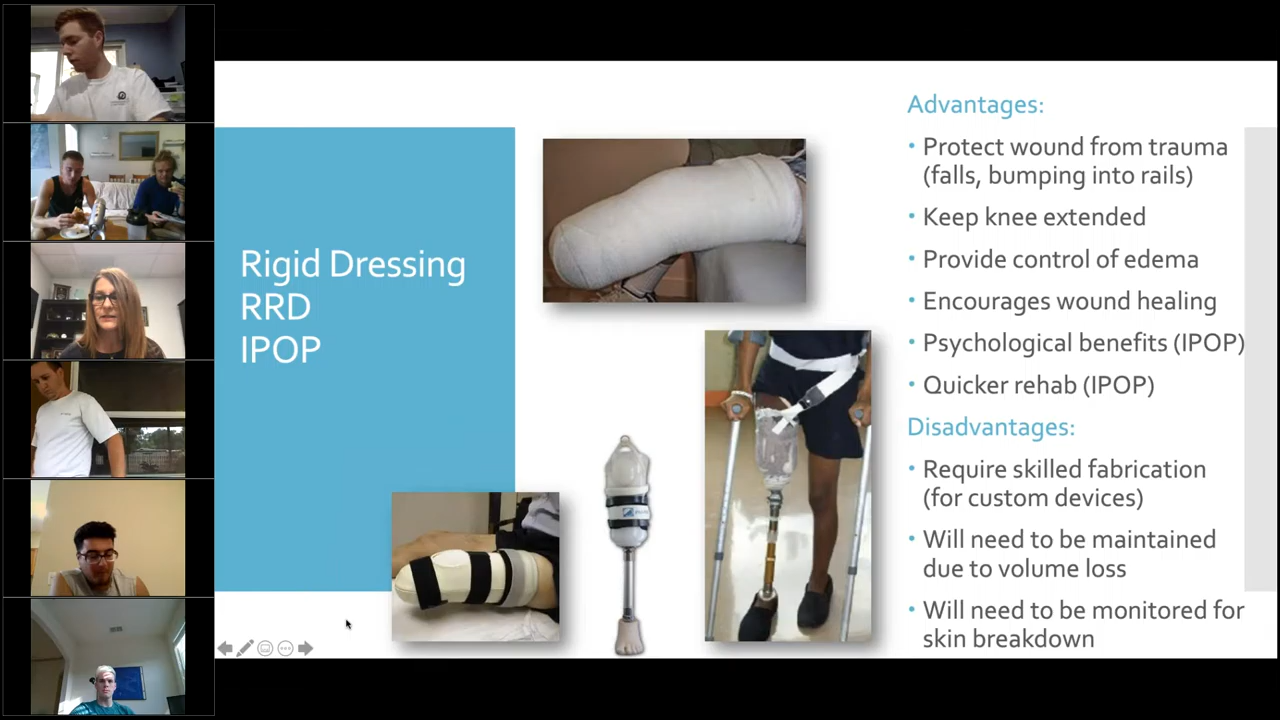 Rigid Dressing
RRD
IPOP
Advantages:
• Protect wound from trauma
(falls, bumping into rails)
• Keep knee extended
• Provide control of edema
• Encourages wound healing
• Psychological benefits (IPOP)
• Quicker rehab (IPOP)
Disadvantages:
• Require skilled fabrication
(for custom devices)
• Will need to be maintained
due to volume loss
• Will need to be monitored for
skin breakdown